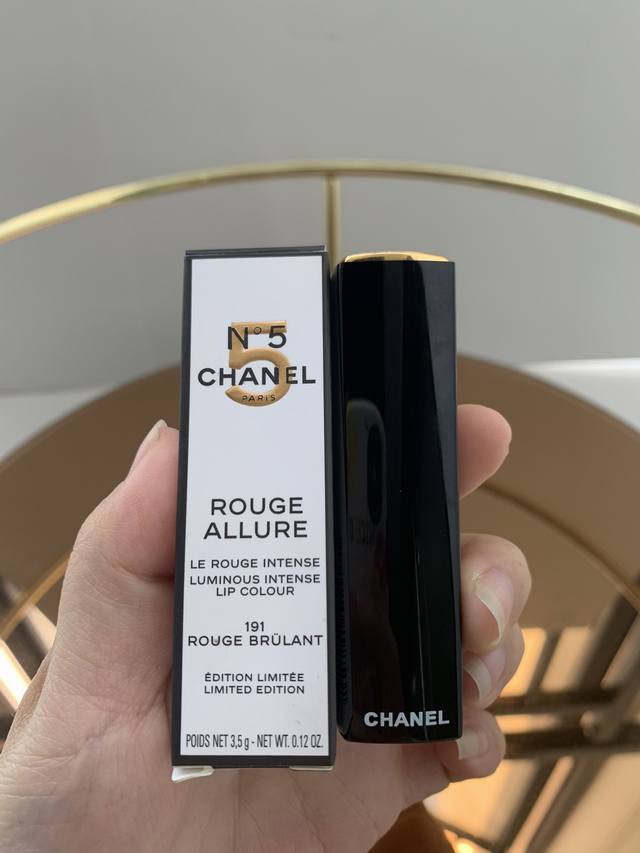 N°5
5
CHANEL
PARIS
ROUGE
ALLURE
LE ROUGE INTENSE
LUMINOUS INTENSE
LIP COLOUR
191
ROUGE BRÛLANT
ÉDITION LIMITÉE
LIMITED EDITION
POIDS NET 3,5 g - NET WT. 0.12 OZ.
CHANEL